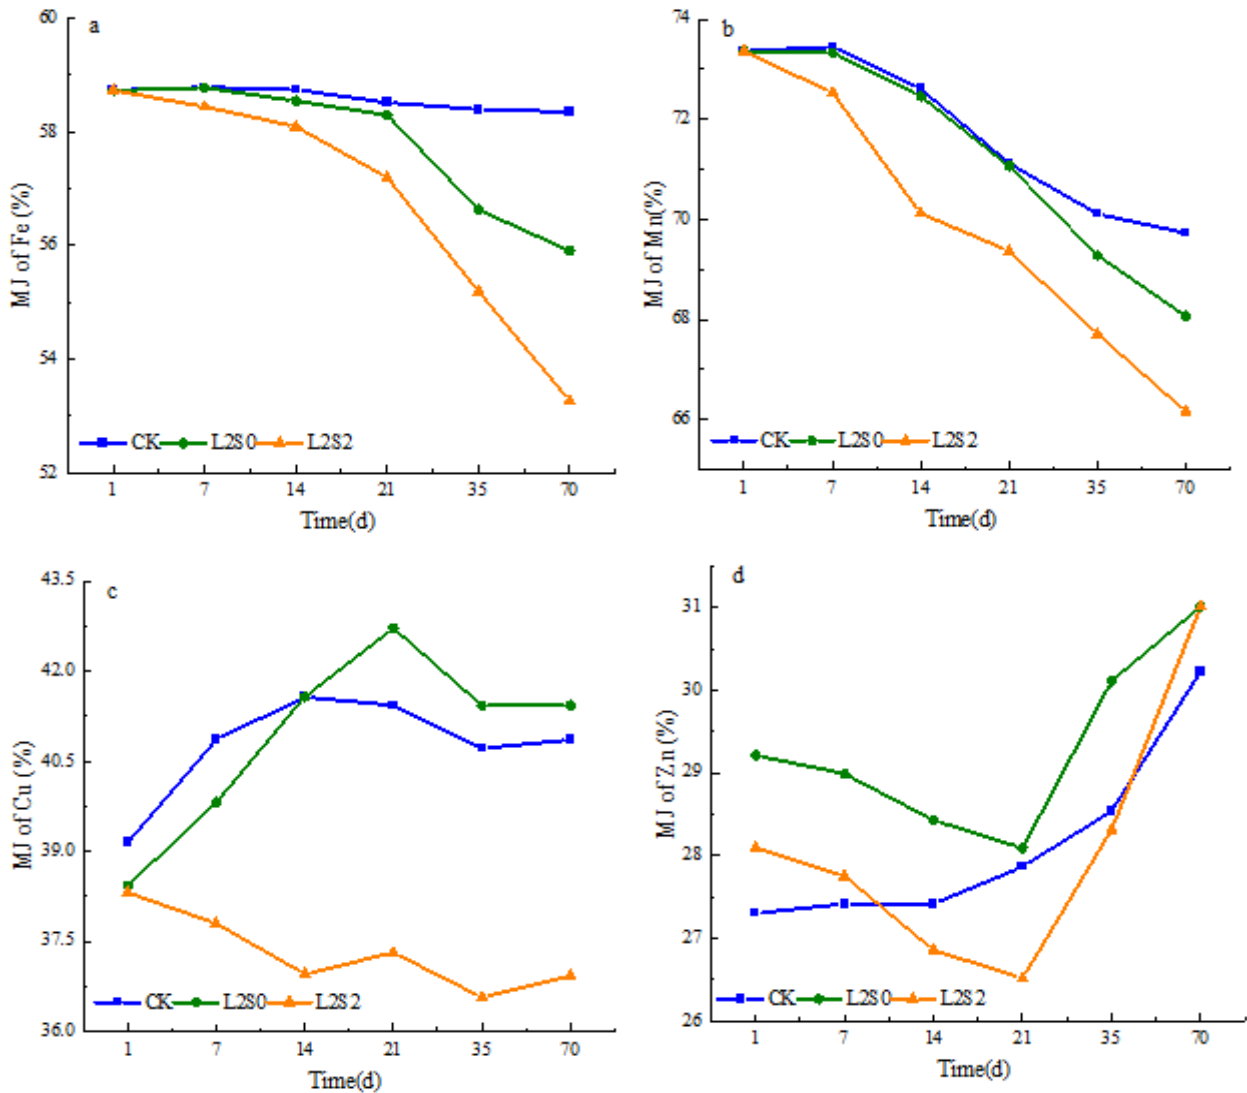 a
60
58
56
54
52
MJ of Fe (%)
CK L2S0 L2S2
1 7 14 21 35 70
Time(d)
b
74
72
70
68
66
MJ of Mn(%)
CK L2S0 L2S2
1 7 14 21 35 70
Time(d)
c
43.5
42.0
40.5
39.0
37.5
36.0
MJ of Cu (%)
CK L2S0 L2S2
1 7 14 21 35 70
Time(d)
d
31
30
29
28
27
26
MJ of Zn (%)
CK L2S0 L2S2
1 7 14 21 35 70
Time(d)